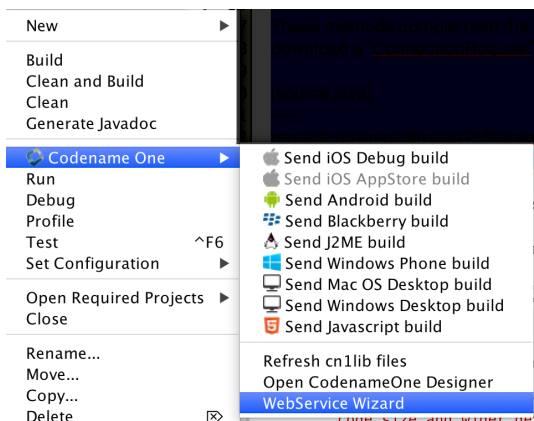 New
Build
Clean and Build
Clean
Generate Javadoc
Codename One
Run
Debug
Profile
Test ^F6
Set Configuration
Open Required Projects
Close
Rename...
Move...
Copy...
Delete
Send iOS Debug build
Send iOS AppStore build
Send Android build
Send Blackberry build
Send J2ME build
Send Windows Phone build
Send Mac OS Desktop build
Send Windows Desktop build
Send Javascript build
Refresh cn1lib files
Open CodenameOne Designer
WebService Wizard